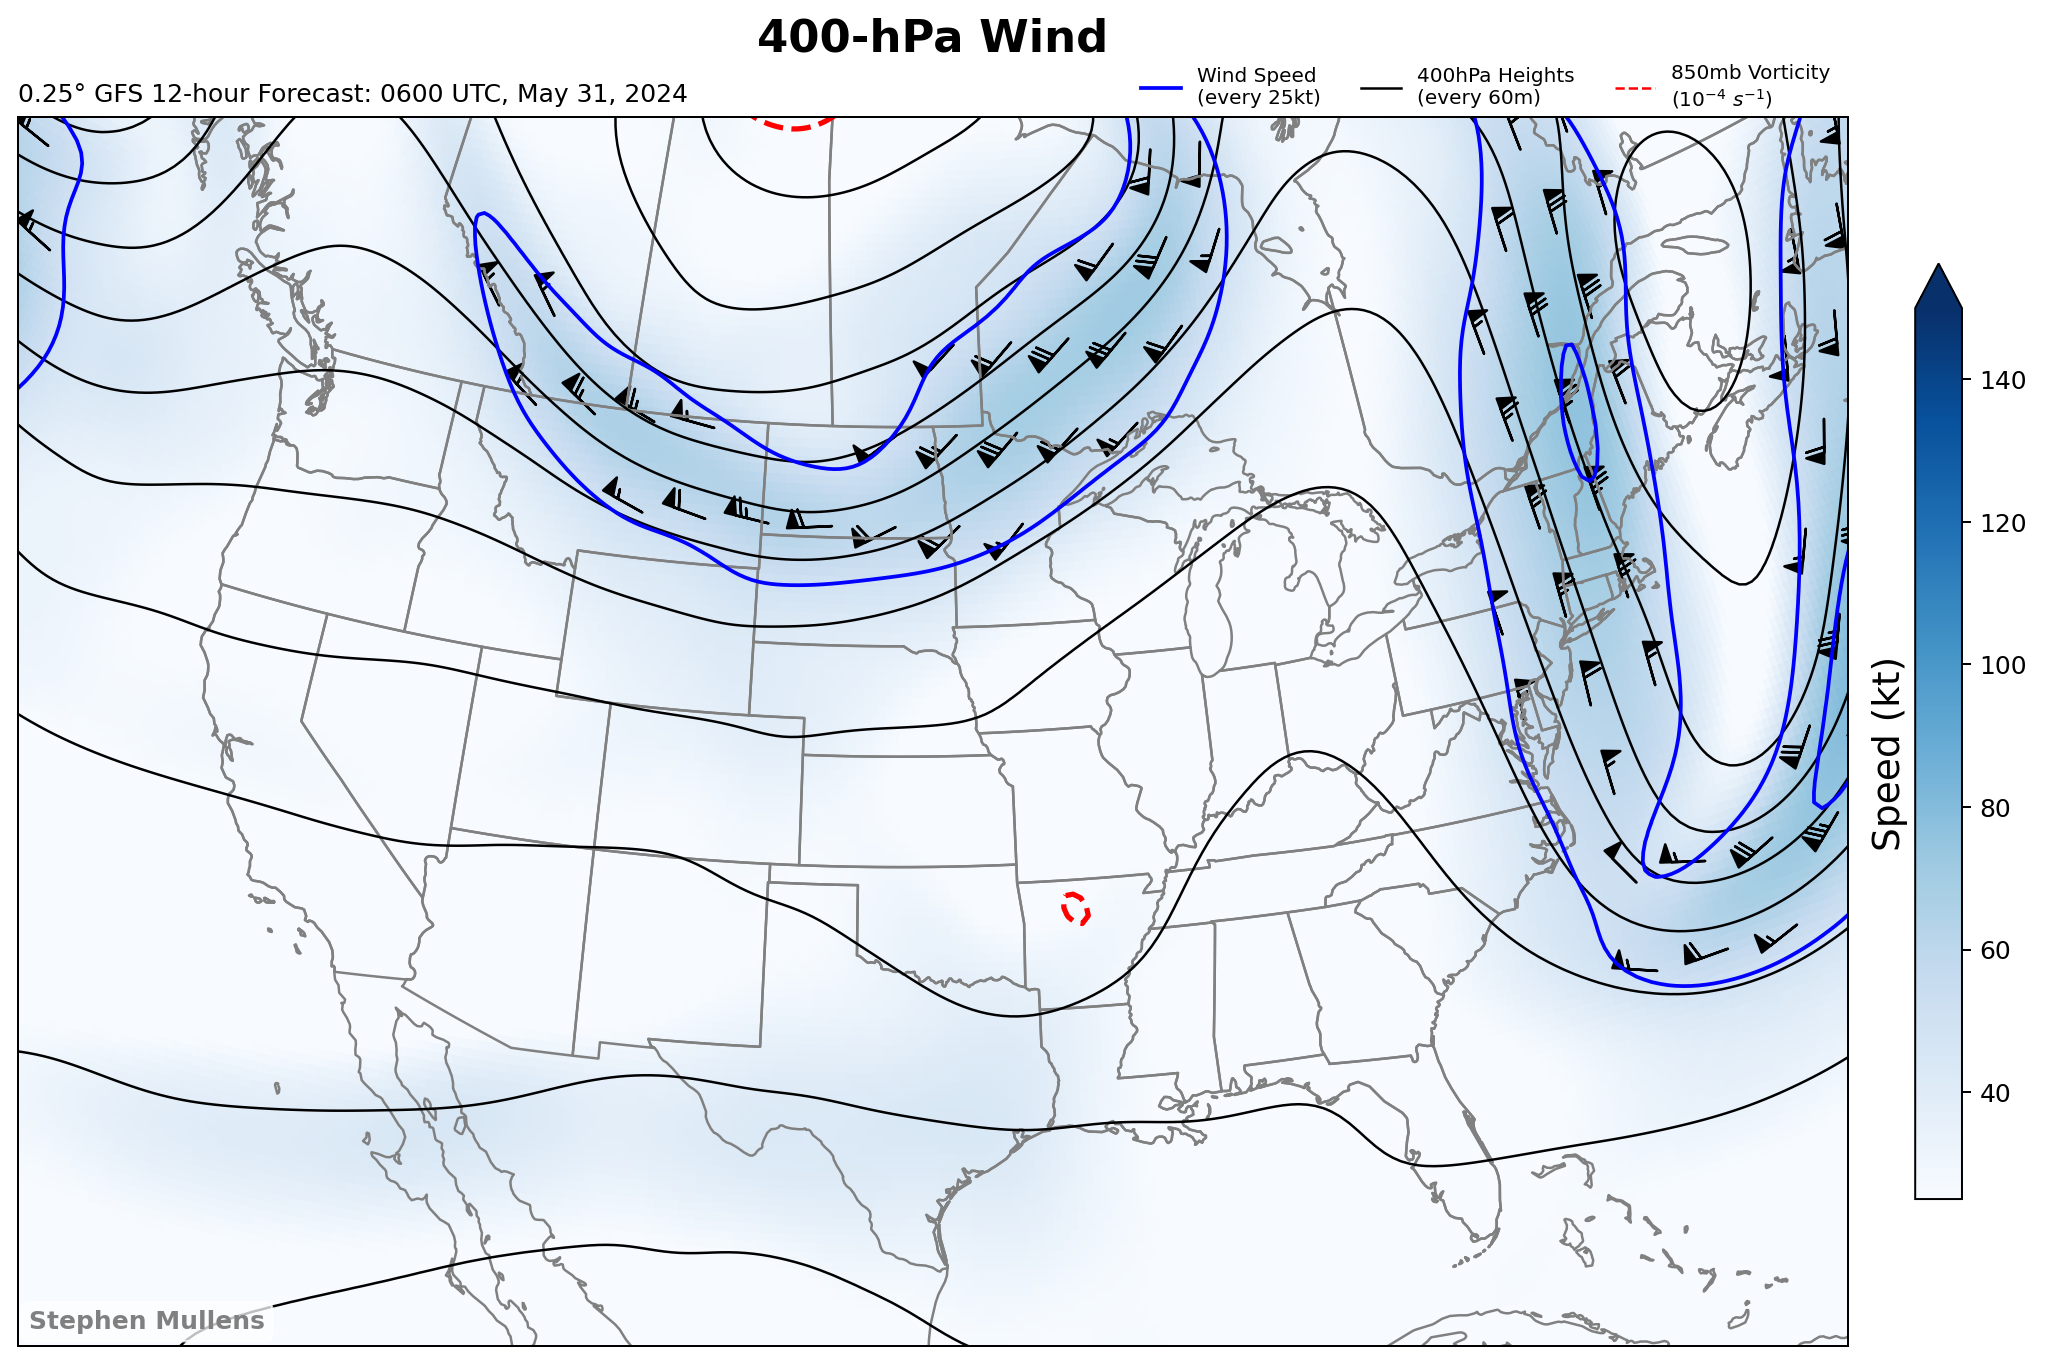 400-hPa Wind
0.25° GFS 12-hour Forecast: 0600 UTC, May 31, 2024
Wind Speed
(every 25kt)
400hPa Heights
(every 60m)
850mb Vorticity
(10⁻⁴ s⁻¹)
140
120
100
80
60
40
Speed (kt)
Stephen Mullens